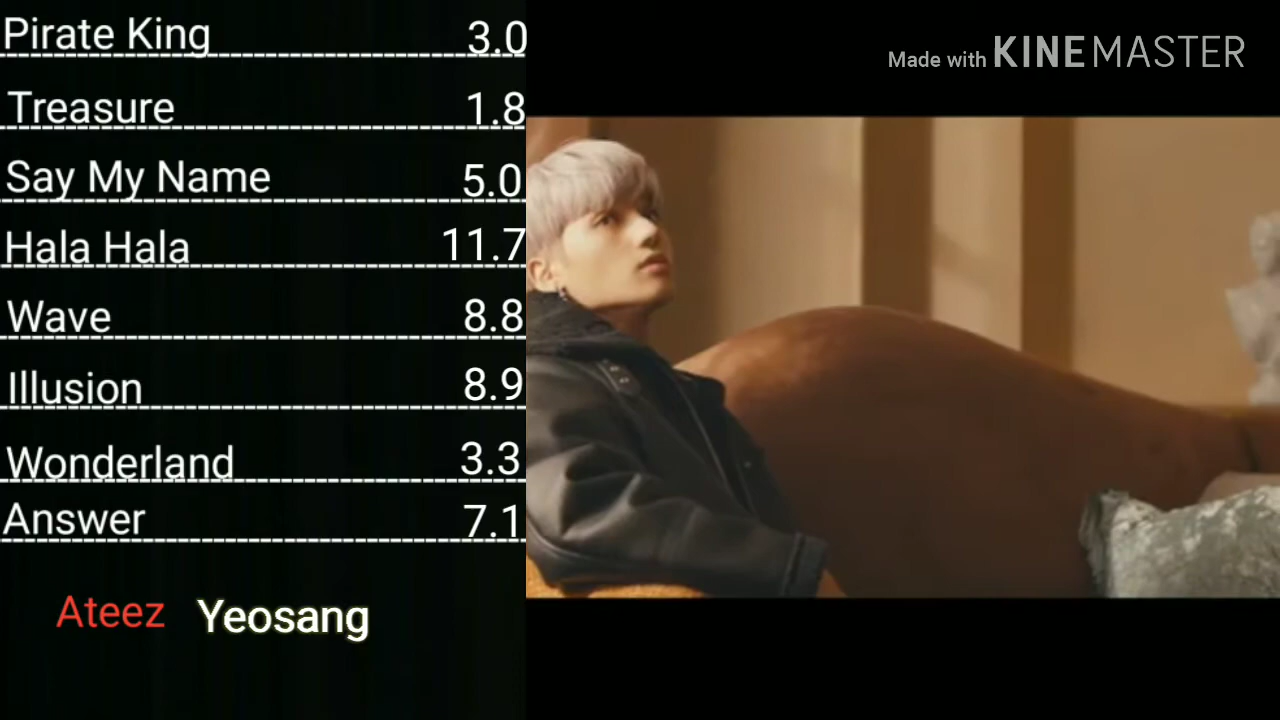 Pirate King 3.0
Treasure 1.8
Say My Name 5.0
Hala Hala 11.7
Wave 8.8
Illusion 8.9
Wonderland 3.3
Answer 7.1
Ateez Yeosang
Made with KINEMASTER